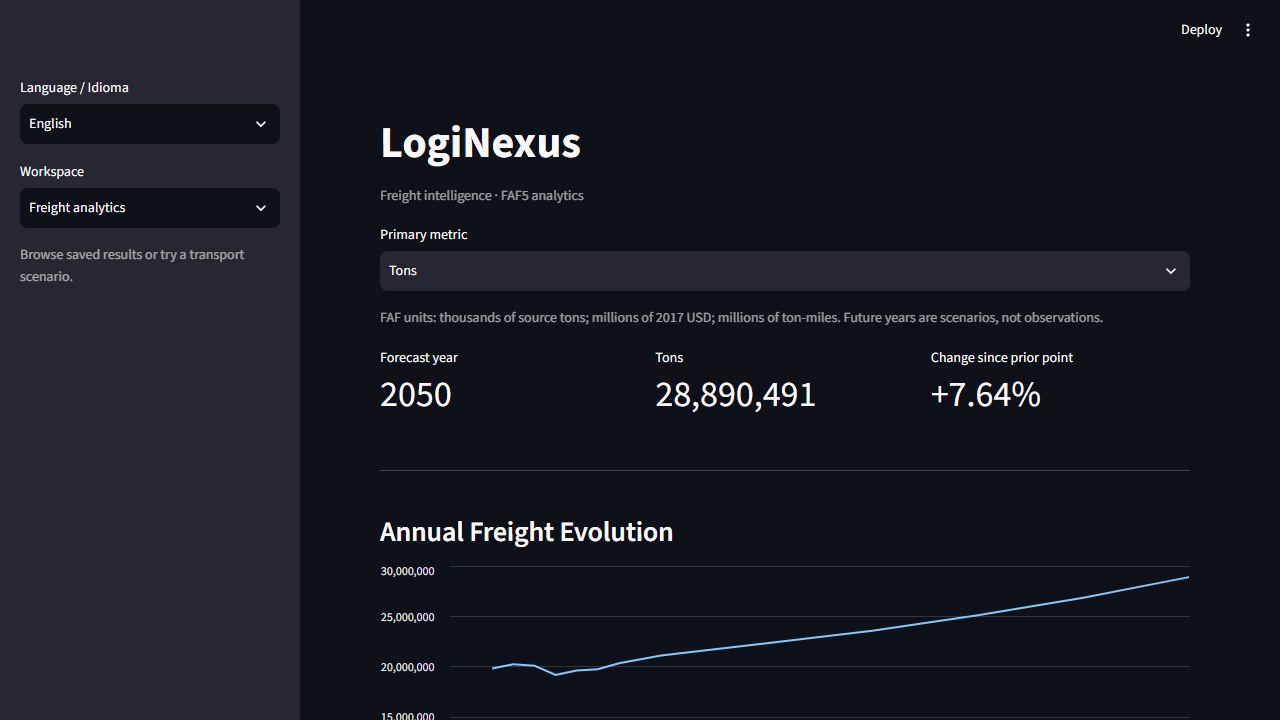 Deploy
Language / Idioma
English
Workspace
Freight analytics
Browse saved results or try a transport
scenario.
LogiNexus
Freight intelligence · FAF5 analytics
Primary metric
Tons
FAF units: thousands of source tons; millions of 2017 USD; millions of ton-miles. Future years are scenarios, not observations.
Forecast year
2050
Tons
28,890,491
Change since prior point
+7.64%
Annual Freight Evolution
30,000,000
25,000,000
20,000,000
15,000,000